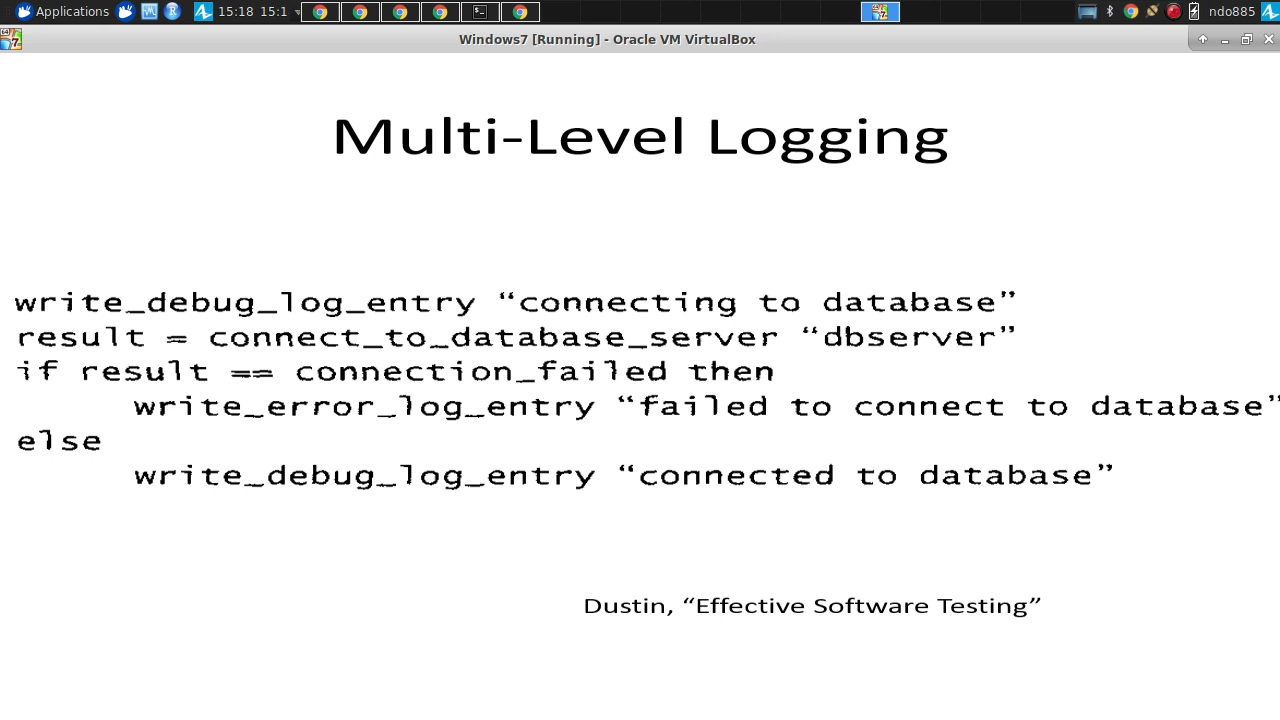 Applications 15:18 15:1 ndo885
Windows7 [Running] - Oracle VM VirtualBox
Multi-Level Logging
write_debug_log_entry “connecting to database”
result = connect_to_database_server “dbserver”
if result == connection_failed then
write_error_log_entry “failed to connect to database”
else
write_debug_log_entry “connected to database”
Dustin, “Effective Software Testing”